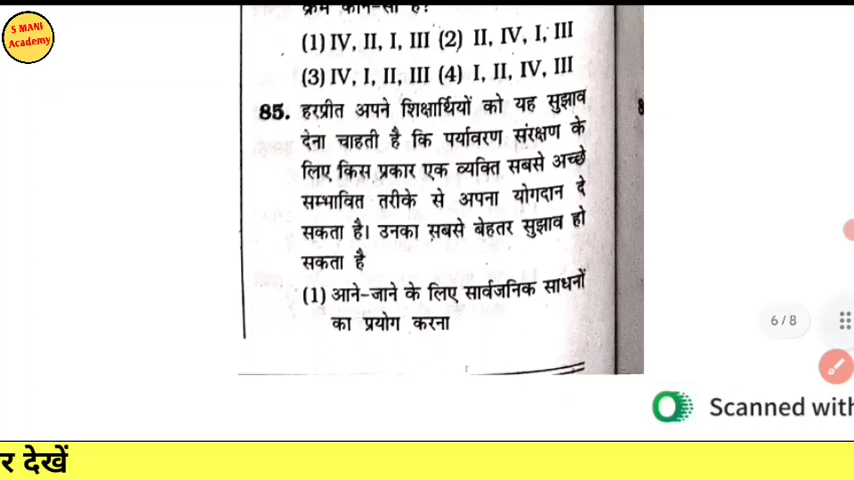 S MANI
Academy
क्रम कौन-सा है?
(1) IV, II, I, III (2) II, IV, I, III
(3) IV, I, II, III (4) I, II, IV, III
85. हरप्रीत अपने शिक्षार्थियों को यह सुझाव
देना चाहती है कि पर्यावरण संरक्षण के
लिए किस प्रकार एक व्यक्ति सबसे अच्छे
सम्भावित तरीके से अपना योगदान दे
सकता है। उनका सबसे बेहतर सुझाव हो
सकता है
(1) आने-जाने के लिए सार्वजनिक साधनों
का प्रयोग करना
6 / 8
Scanned with
र देखें